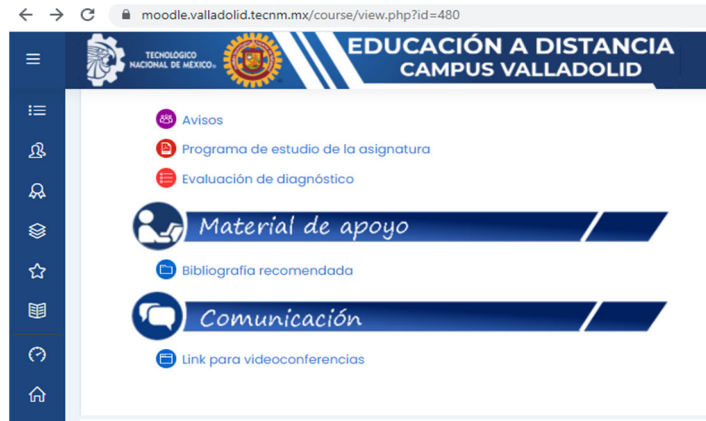 moodle.valladolid.tecnm.mx/course/view.php?id=480
TECNOLÓGICO
NACIONAL DE MÉXICO
EDUCACIÓN A DISTANCIA
CAMPUS VALLADOLID
Avisos
Programa de estudio de la asignatura
Evaluación de diagnóstico
Material de apoyo
Bibliografía recomendada
Comunicación
Link para videoconferencias